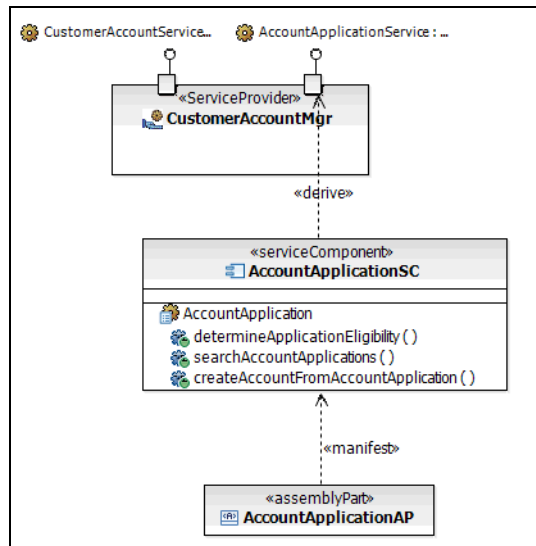 CustomerAccountService... AccountApplicationService : ...
«ServiceProvider»
CustomerAccountMgr
«derive»
«serviceComponent»
AccountApplicationSC
AccountApplication
determineApplicationEligibility ( )
searchAccountApplications ( )
createAccountFromAccountApplication ( )
«manifest»
«assemblyPart»
«A» AccountApplicationAP